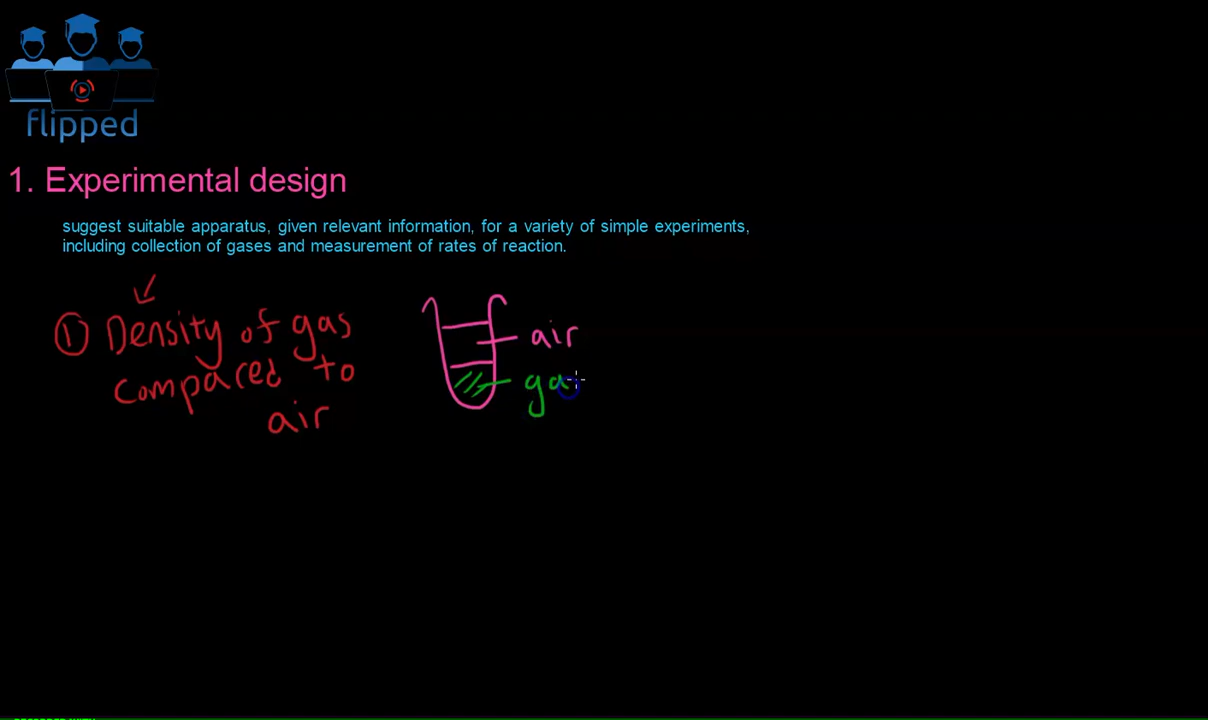 flipped
1. Experimental design
suggest suitable apparatus, given relevant information, for a variety of simple experiments,
including collection of gases and measurement of rates of reaction.
① Density of gas
compared to
air
air
ga